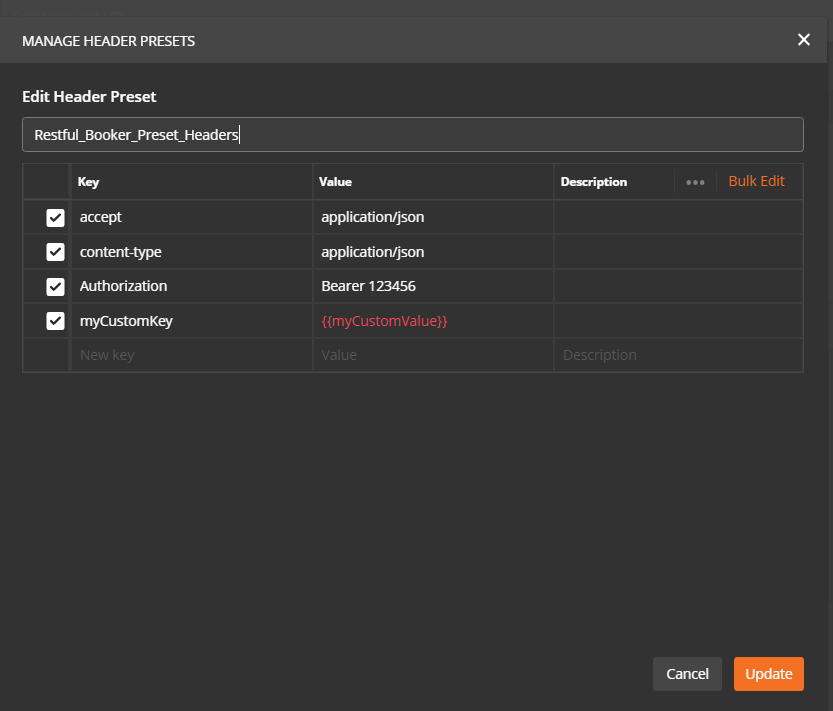 MANAGE HEADER PRESETS
Edit Header Preset
Restful_Booker_Preset_Headers
Key Value Description ••• Bulk Edit
accept application/json
content-type application/json
Authorization Bearer 123456
myCustomKey {{myCustomValue}}
New key Value Description
Cancel Update